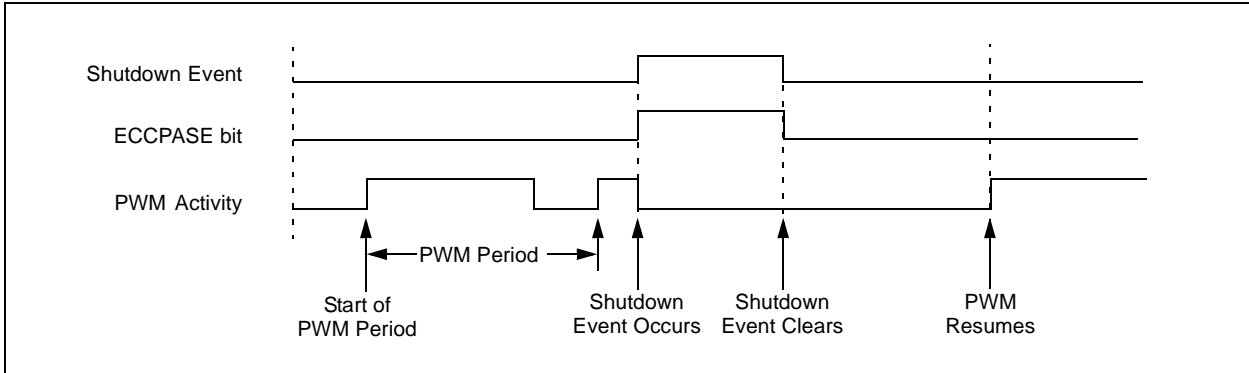 Shutdown Event
ECCPASE bit
PWM Activity
PWM Period
Start of
PWM Period
Shutdown
Event Occurs
Shutdown
Event Clears
PWM
Resumes